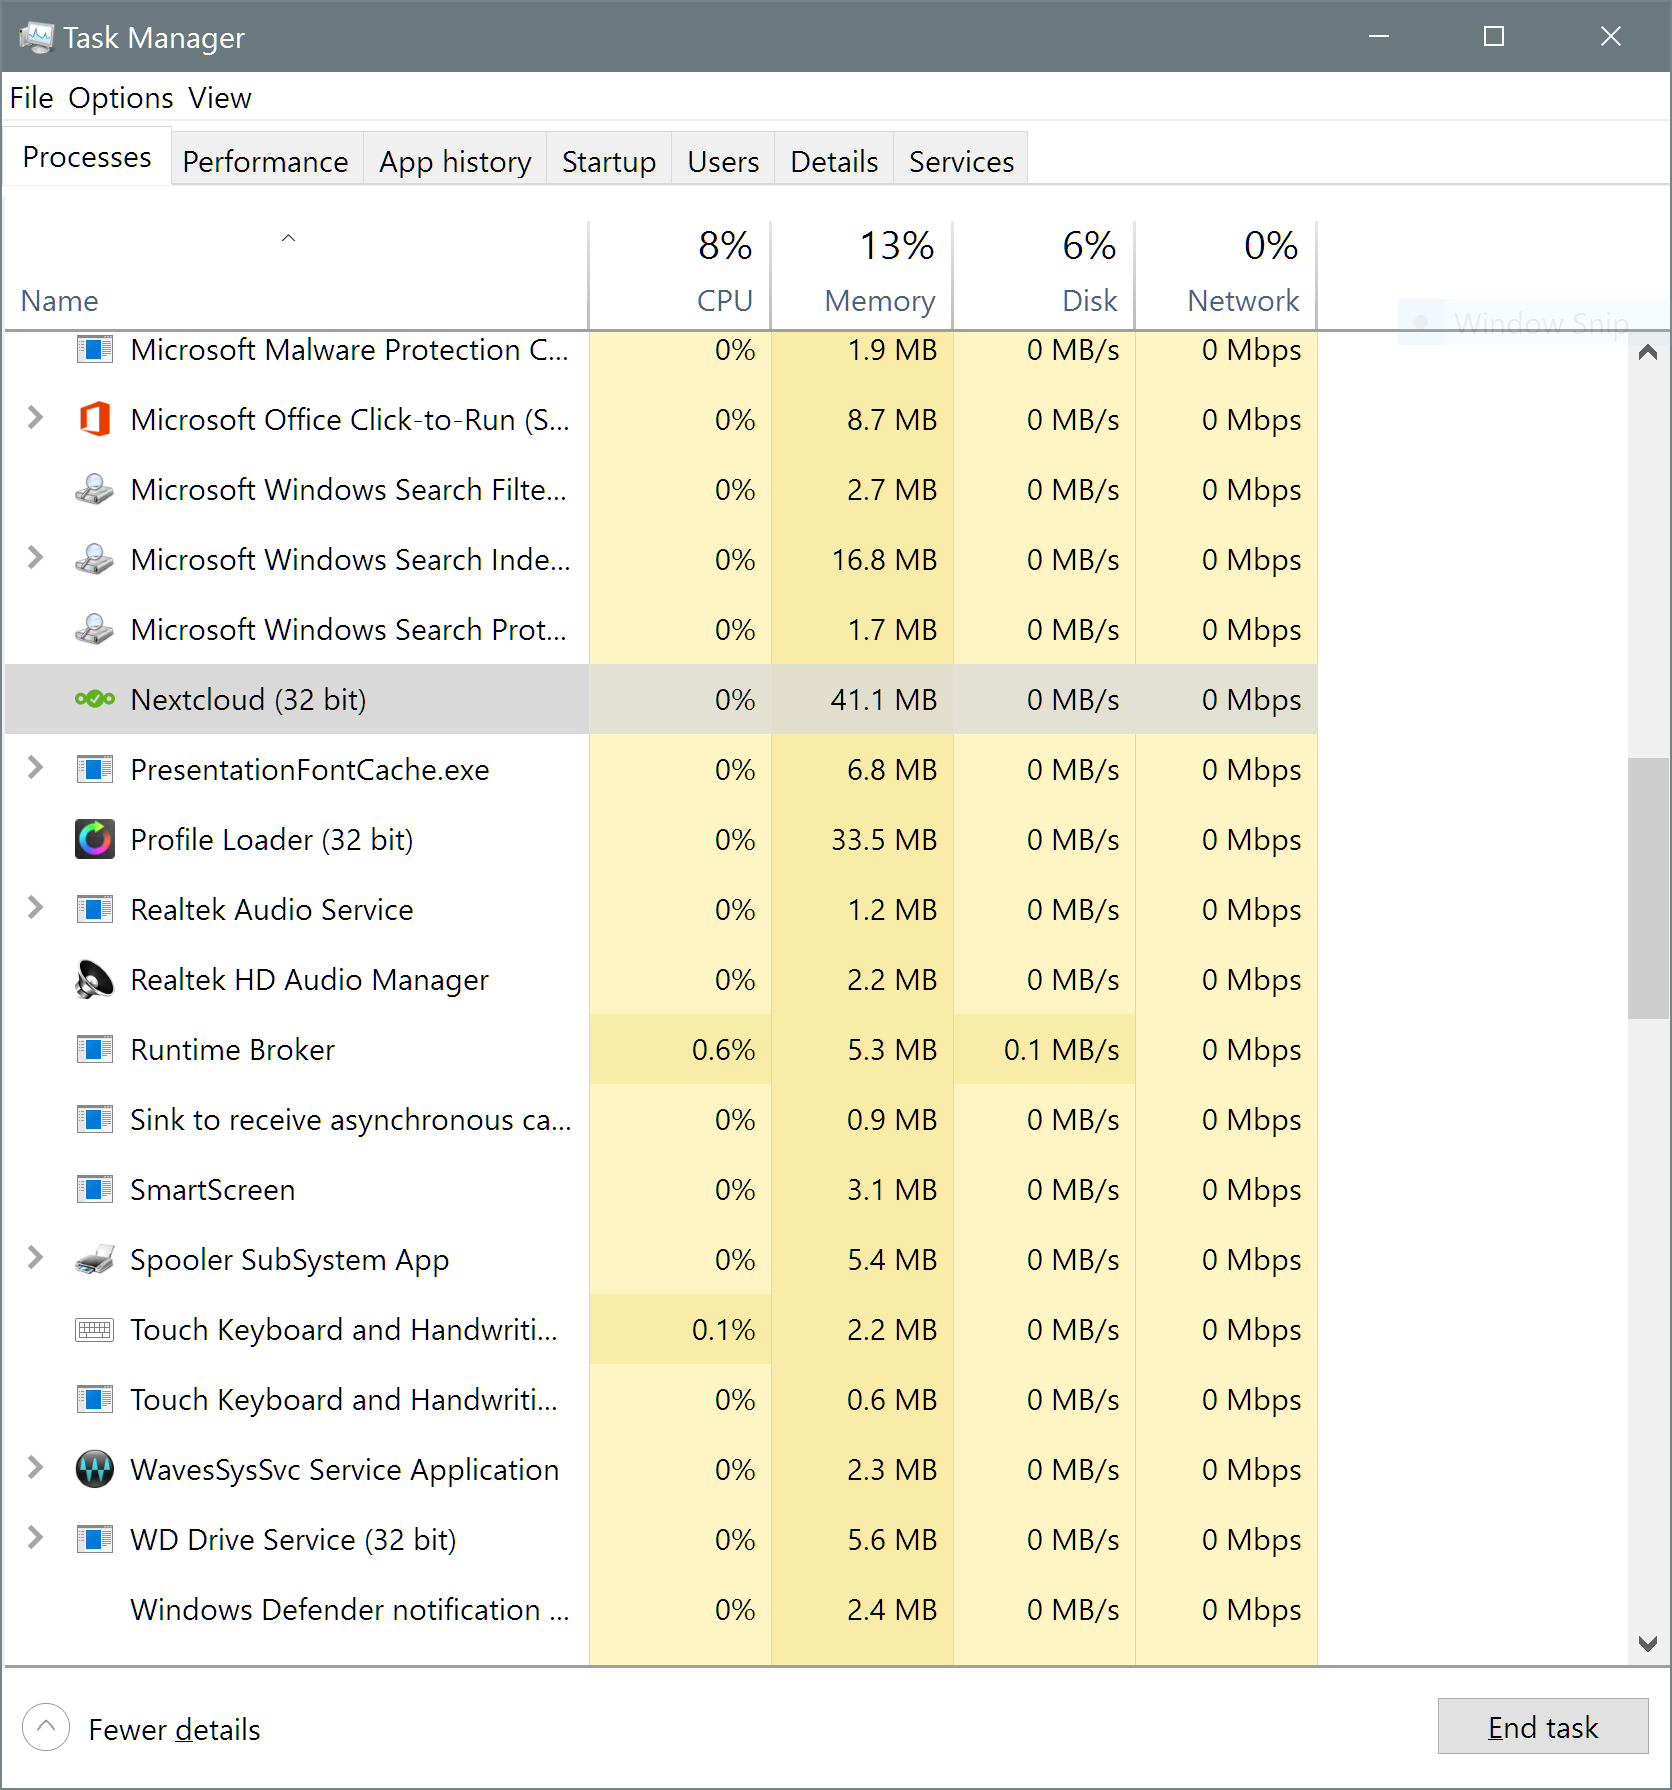 Task Manager
File Options View
Processes Performance App history Startup Users Details Services
8% 13% 6% 0%
Name CPU Memory Disk Network
Window Snip
Microsoft Malware Protection C... 0% 1.9 MB 0 MB/s 0 Mbps
Microsoft Office Click-to-Run (S... 0% 8.7 MB 0 MB/s 0 Mbps
Microsoft Windows Search Filte... 0% 2.7 MB 0 MB/s 0 Mbps
Microsoft Windows Search Inde... 0% 16.8 MB 0 MB/s 0 Mbps
Microsoft Windows Search Prot... 0% 1.7 MB 0 MB/s 0 Mbps
Nextcloud (32 bit) 0% 41.1 MB 0 MB/s 0 Mbps
PresentationFontCache.exe 0% 6.8 MB 0 MB/s 0 Mbps
Profile Loader (32 bit) 0% 33.5 MB 0 MB/s 0 Mbps
Realtek Audio Service 0% 1.2 MB 0 MB/s 0 Mbps
Realtek HD Audio Manager 0% 2.2 MB 0 MB/s 0 Mbps
Runtime Broker 0.6% 5.3 MB 0.1 MB/s 0 Mbps
Sink to receive asynchronous ca... 0% 0.9 MB 0 MB/s 0 Mbps
SmartScreen 0% 3.1 MB 0 MB/s 0 Mbps
Spooler SubSystem App 0% 5.4 MB 0 MB/s 0 Mbps
Touch Keyboard and Handwriti... 0.1% 2.2 MB 0 MB/s 0 Mbps
Touch Keyboard and Handwriti... 0% 0.6 MB 0 MB/s 0 Mbps
WavesSysSvc Service Application 0% 2.3 MB 0 MB/s 0 Mbps
WD Drive Service (32 bit) 0% 5.6 MB 0 MB/s 0 Mbps
Windows Defender notification ... 0% 2.4 MB 0 MB/s 0 Mbps
Fewer details End task